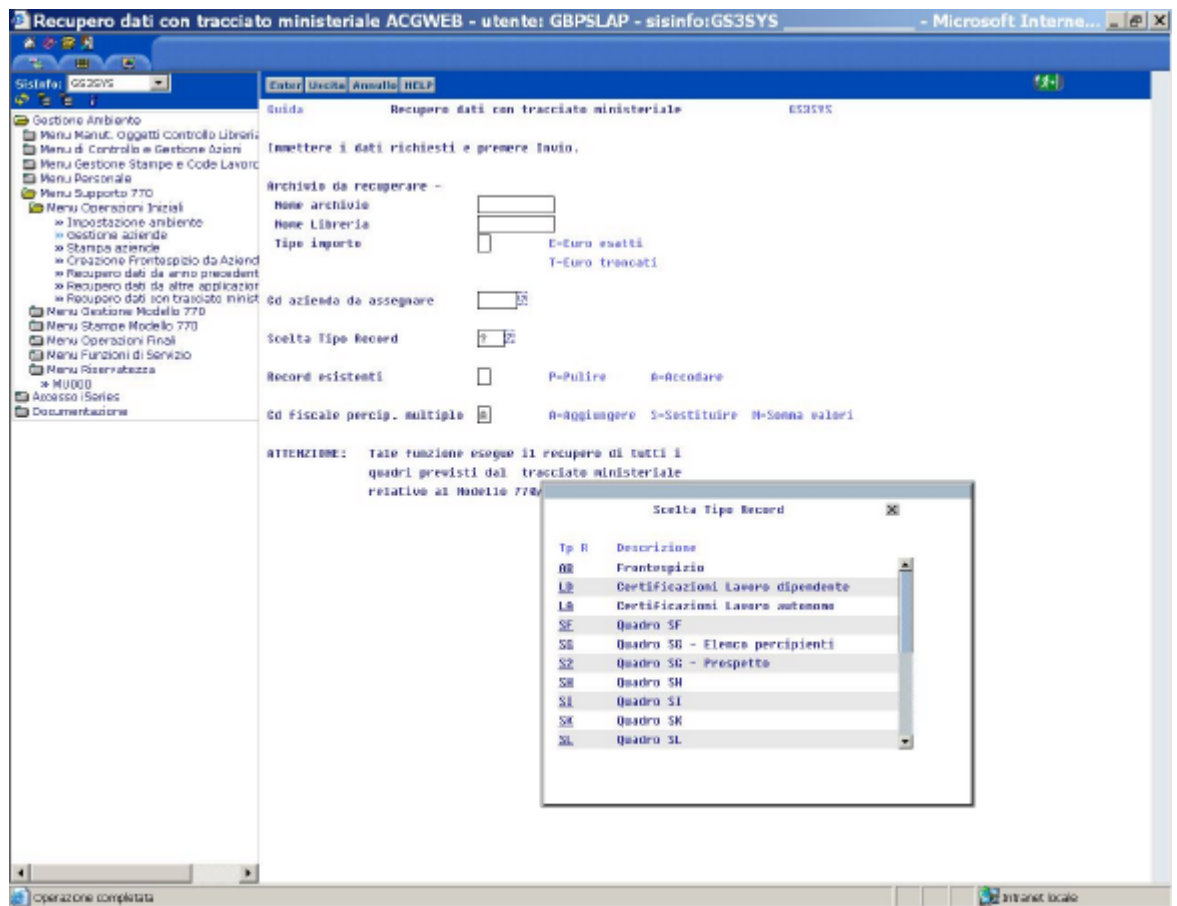 Recupero dati con tracciato ministeriale ACGWEB - utente: GBPSLAP - sisinfo:GS3SYS - Microsoft Interne...
SisInfo: GS3SYS
Enter Uscita Annullo HELP
Guida Recupero dati con tracciato ministeriale GS3SYS
Gestione Ambiente
Menu Manut. Oggetti Controllo Libreria
Menu di Controllo e Gestione Azioni
Menu Gestione Stampe e Code Lavoro
Menu Personale
Menu Supporto 770
Menu Operazioni Iniziali
» Impostazione ambiente
» Gestione aziende
» Stampa aziende
» Creazione Frontespizio da Aziend
» Recupero dati da anno precedent
» Recupero dati da altre applicazior
» Recupero dati con tracciato minist
Menu Gestione Modello 770
Menu Stampe Modello 770
Menu Operazioni Finali
Menu Funzioni di Servizio
Menu Riservatezza
» MU000
Accesso iSeries
Documentazione
Immettere i dati richiesti e premere Invio.
Archivio da recuperare -
Nome archivio
Nome Libreria
Tipo importo E=Euro esatti
T=Euro troncati
Cd azienda da assegnare
Scelta Tipo Record ?
Record esistenti P=Pulire A=Accodare
Cd fiscale percip. multiplo A A=Aggiungere S=Sostituire M=Somma valori
ATTENZIONE: Tale funzione esegue il recupero di tutti i
quadri previsti dal tracciato ministeriale
relativo al Modello 770/
Scelta Tipo Record
Tp R Descrizione
AB Frontespizio
LD Certificazioni Lavoro dipendente
LA Certificazioni Lavoro autonomo
SF Quadro SF
SG Quadro SG - Elenco percipienti
S2 Quadro SG - Prospetto
SH Quadro SH
SI Quadro SI
SK Quadro SK
SL Quadro SL
Operazione completata
Intranet locale